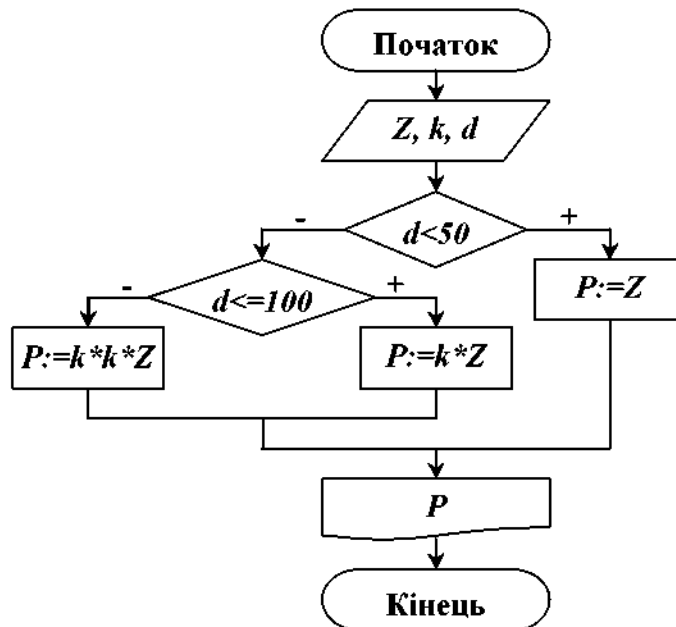 Початок
Z, k, d
-
+
d<50
-
+
d<=100
P:=Z
P:=k*k*Z
P:=k*Z
P
Кінець